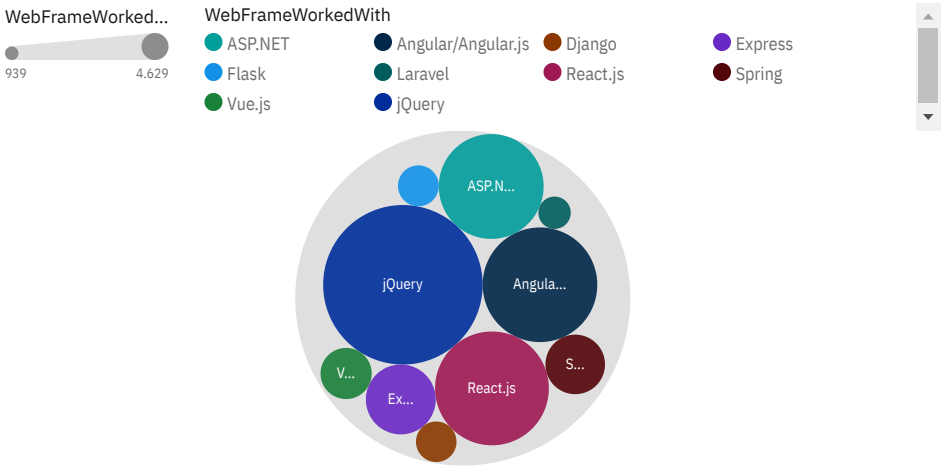 WebFrameWorked...
939
4.629
WebFrameWorkedWith
ASP.NET Angular/Angular.js Django Express
Flask Laravel React.js Spring
Vue.js jQuery
ASP.N...
jQuery Angula...
V... Ex... React.js S...